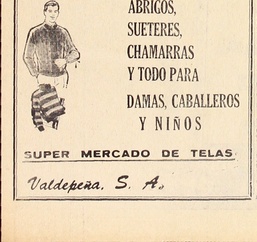 ABRIGOS,
SUETERES,
CHAMARRAS
Y TODO PARA
DAMAS, CABALLEROS
Y NIÑOS
SUPER MERCADO DE TELAS
Valdepeña, S. A.